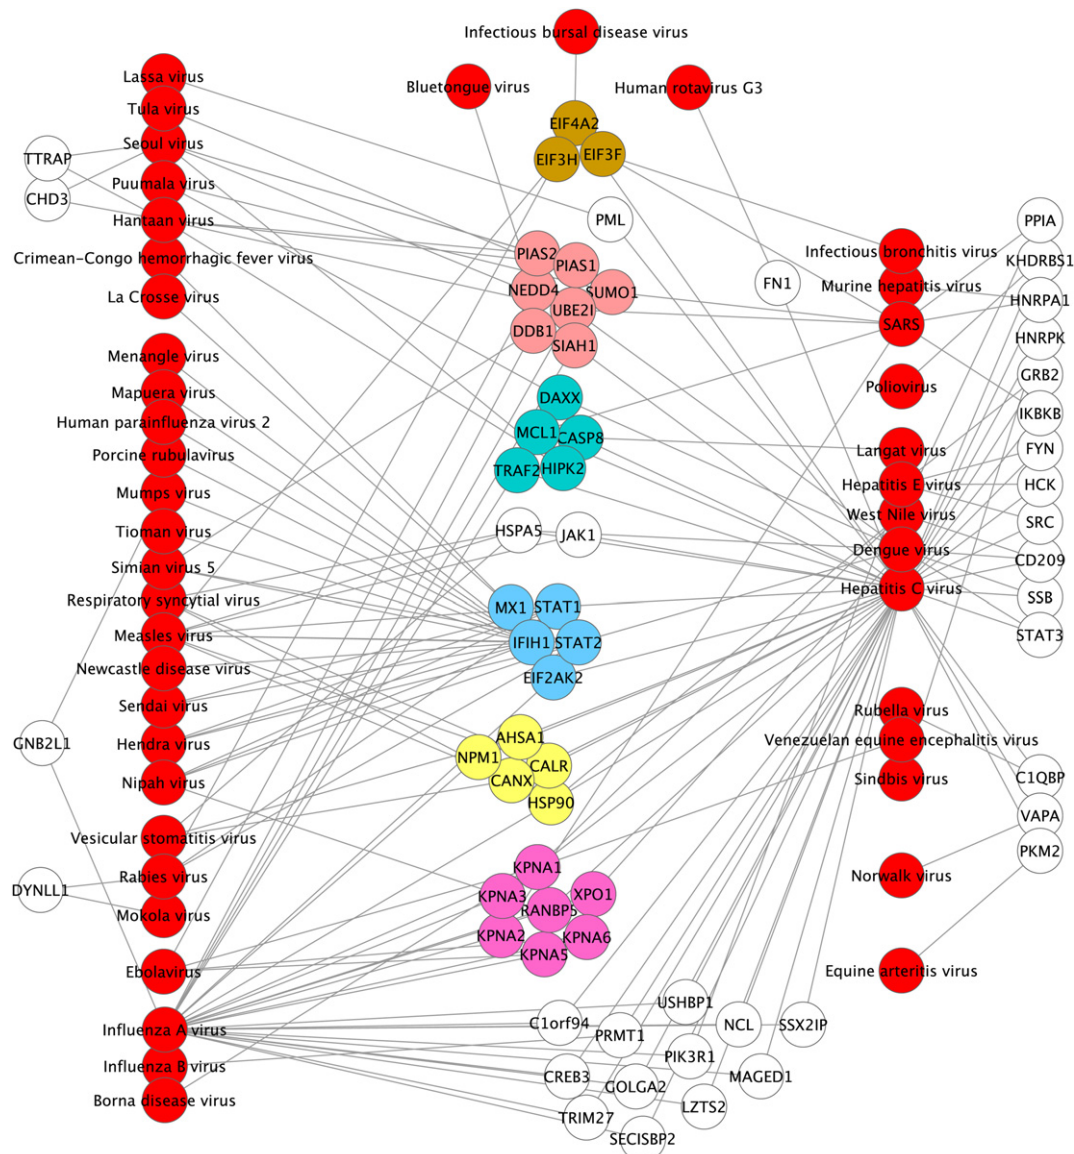 Infectious bursal disease virus
Bluetongue virus
Human rotavirus G3
EIF4A2
EIF3H
EIF3F
Lassa virus
Tula virus
Seoul virus
Puumala virus
Hantaan virus
Crimean-Congo hemorrhagic fever virus
La Crosse virus
TTRAP
CHD3
Menangle virus
Mapuera virus
Human parainfluenza virus 2
Porcine rubulavirus
Mumps virus
Tioman virus
Simian virus 5
Respiratory syncytial virus
Measles virus
Newcastle disease virus
Sendai virus
Hendra virus
Nipah virus
GNB2L1
Vesicular stomatitis virus
Rabies virus
Mokola virus
DYNLL1
Ebolavirus
Influenza A virus
Influenza B virus
Borna disease virus
PML
FN1
PIAS2
PIAS1
NEDD4
SUMO1
UBE2I
DDB1
SIAH1
DAXX
MCL1
CASP8
TRAF2
HIPK2
HSPA5
JAK1
MX1
STAT1
IFIH1
STAT2
EIF2AK2
AHSA1
NPM1
CALR
CANX
HSP90
KPNA1
KPNA3
XPO1
RANBP5
KPNA2
KPNA6
KPNA5
C1orf94
USHBP1
PRMT1
NCL
SSX2IP
PIK3R1
CREB3
GOLGA2
MAGED1
TRIM27
LZTS2
SECISBP2
Infectious bronchitis virus
Murine hepatitis virus
SARS
Poliovirus
Langat virus
Hepatitis E virus
West Nile virus
Dengue virus
Hepatitis C virus
Rubella virus
Venezuelan equine encephalitis virus
Sindbis virus
Norwalk virus
Equine arteritis virus
PPIA
KHDRBS1
HNRPA1
HNRPK
GRB2
IKBKB
FYN
HCK
SRC
CD209
SSB
STAT3
C1QBP
VAPA
PKM2